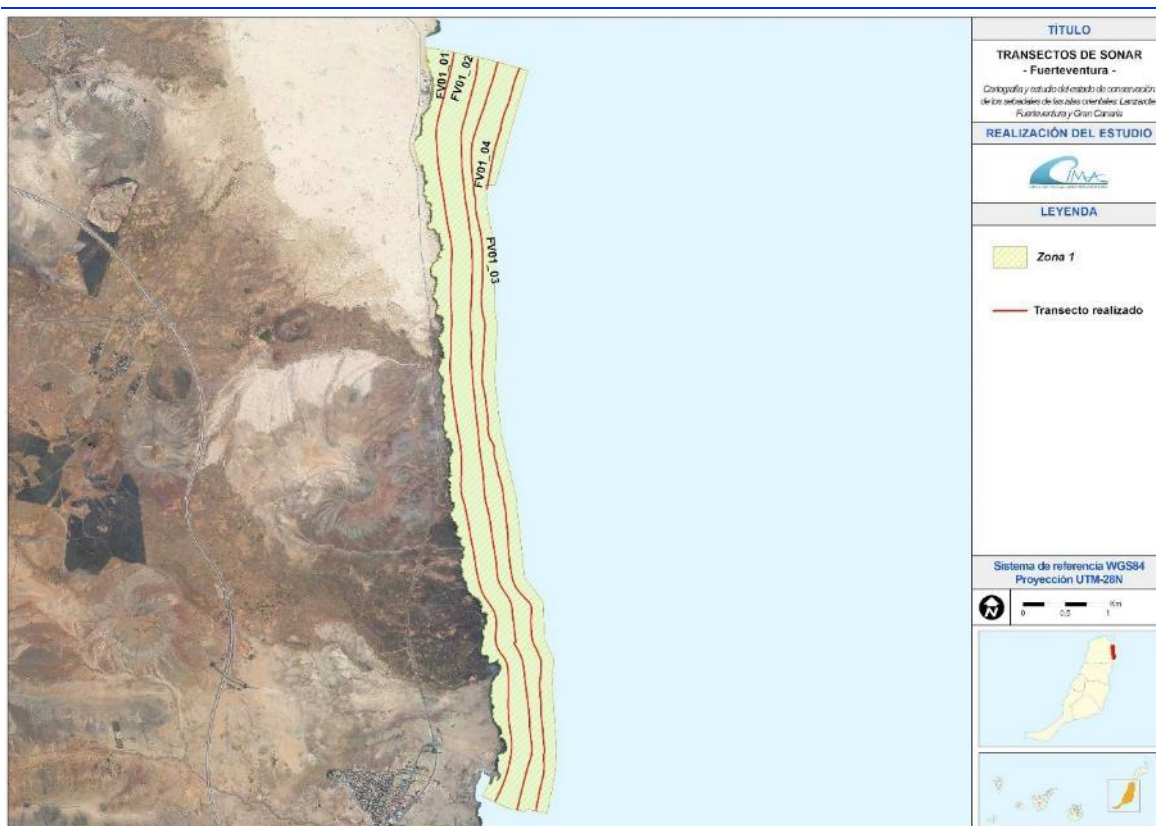 FV01_01
FV01_02
FV01_04
FV01_03
TÍTULO
TRANSECTOS DE SONAR
- Fuerteventura -
Cartografía y estudio del estado de conservación
de los sebadales de las islas orientales: Lanzarote,
Fuerteventura y Gran Canaria
REALIZACIÓN DEL ESTUDIO
CIMA
LEYENDA
Zona 1
Transecto realizado
Sistema de referencia WGS84
Proyección UTM-28N
N
Km
0 0,5 1